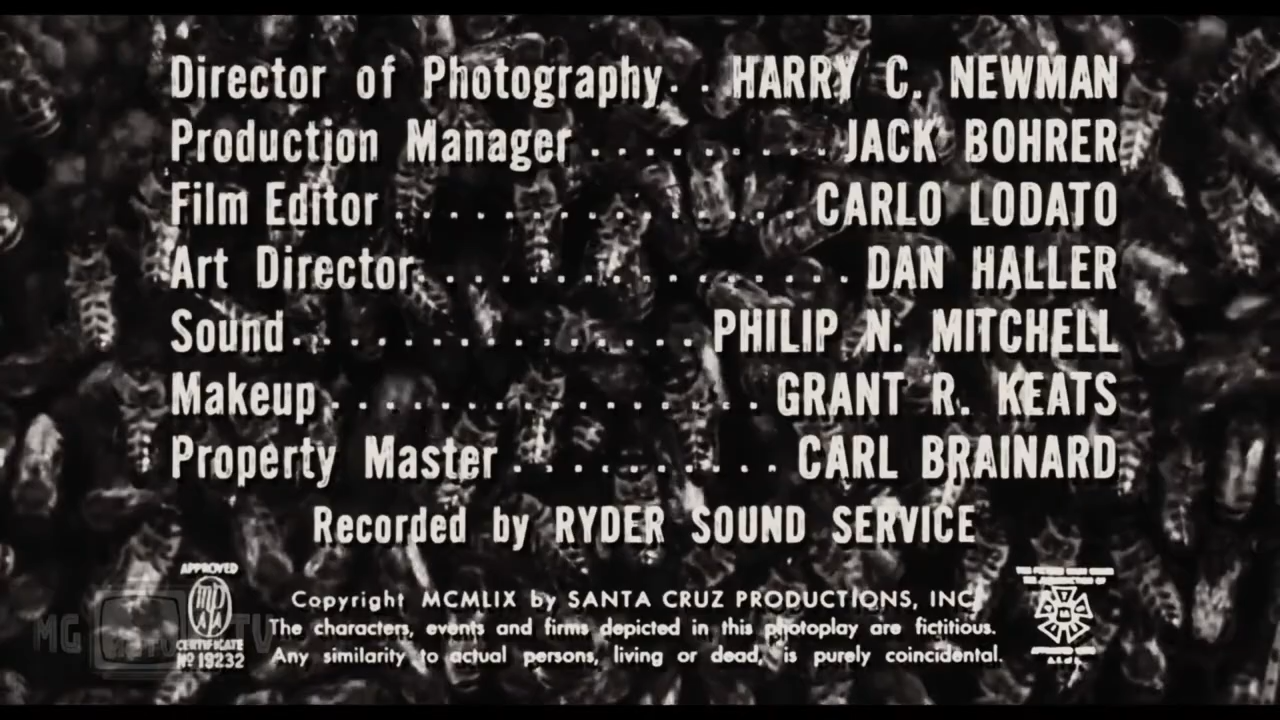 Director of Photography. . HARRY C. NEWMAN
Production Manager . . . . . . . . . JACK BOHRER
Film Editor . . . . . . . . . . . . . . . . CARLO LODATO
Art Director. . . . . . . . . . . . . . . . DAN HALLER
Sound. . . . . . . . . . . . . . . . PHILIP N. MITCHELL
Makeup . . . . . . . . . . . . . . . . GRANT R. KEATS
Property Master . . . . . . . . . . . CARL BRAINARD
Recorded by RYDER SOUND SERVICE
APPROVED
MPAA
CERTIFICATE
Nº 19232
Copyright MCMLIX by SANTA CRUZ PRODUCTIONS, INC.
The characters, events and firms depicted in this photoplay are fictitious.
Any similarity to actual persons, living or dead, is purely coincidental.
MG TV